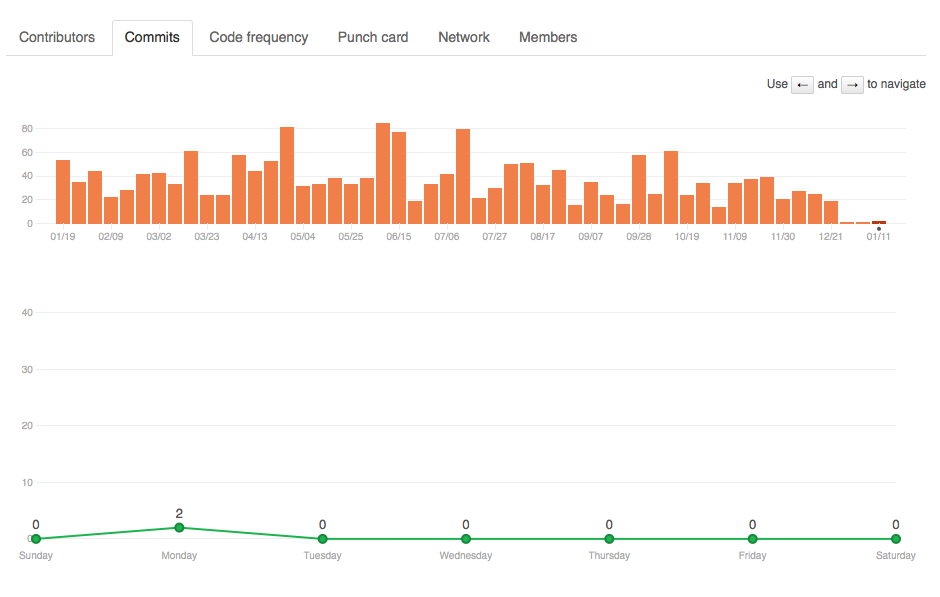 Contributors Commits Code frequency Punch card Network Members
Use ← and → to navigate
80
60
40
20
0
01/19 02/09 03/02 03/23 04/13 05/04 05/25 06/15 07/06 07/27 08/17 09/07 09/28 10/19 11/09 11/30 12/21 01/11
40
30
20
10
0 2 0 0 0 0 0
0
Sunday Monday Tuesday Wednesday Thursday Friday Saturday